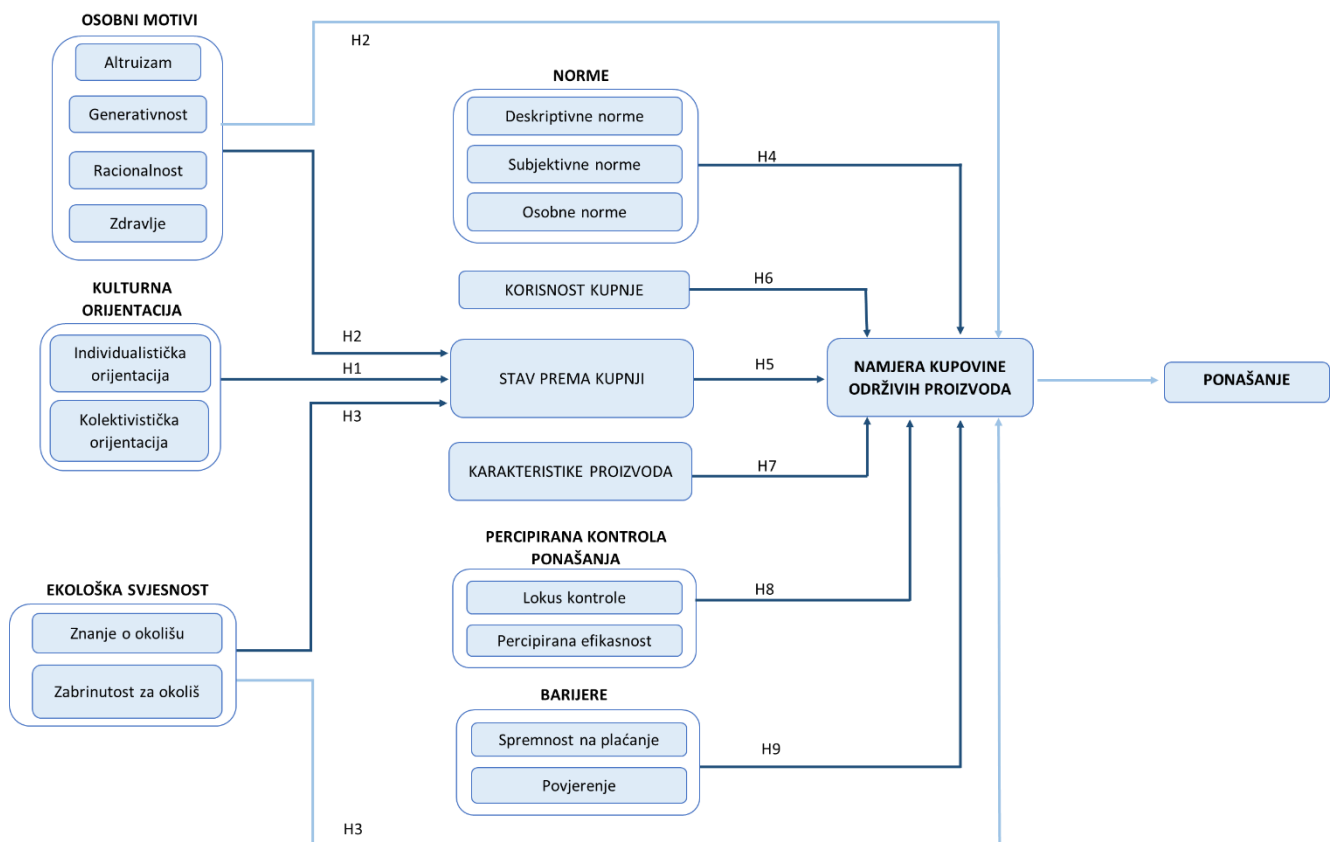 OSOBNI MOTIVI
Altruizam
Generativnost
Racionalnost
Zdravlje
H2
NORME
Deskriptivne norme
Subjektivne norme
Osobne norme
H4
KULTURNA
ORIJENTACIJA
Individualistička
orijentacija
Kolektivistička
orijentacija
KORISNOST KUPNJE
H6
H2
H1
H3
STAV PREMA KUPNJI
H5
NAMJERA KUPOVINE
ODRŽIVIH PROIZVODA
PONAŠANJE
KARAKTERISTIKE PROIZVODA
H7
PERCIPIRANA KONTROLA
PONAŠANJA
Lokus kontrole
Percipirana efikasnost
H8
EKOLOŠKA SVJESNOST
Znanje o okolišu
Zabrinutost za okoliš
BARIJERE
Spremnost na plaćanje
Povjerenje
H9
H3